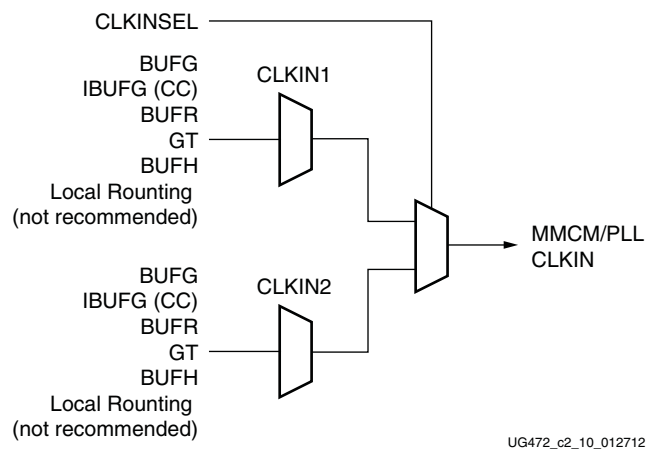 CLKINSEL
BUFG
IBUFG (CC)
BUFR
GT
BUFH
Local Rounting
(not recommended)
CLKIN1
MMCM/PLL
CLKIN
BUFG
IBUFG (CC)
BUFR
GT
BUFH
Local Rounting
(not recommended)
CLKIN2
UG472_c2_10_012712